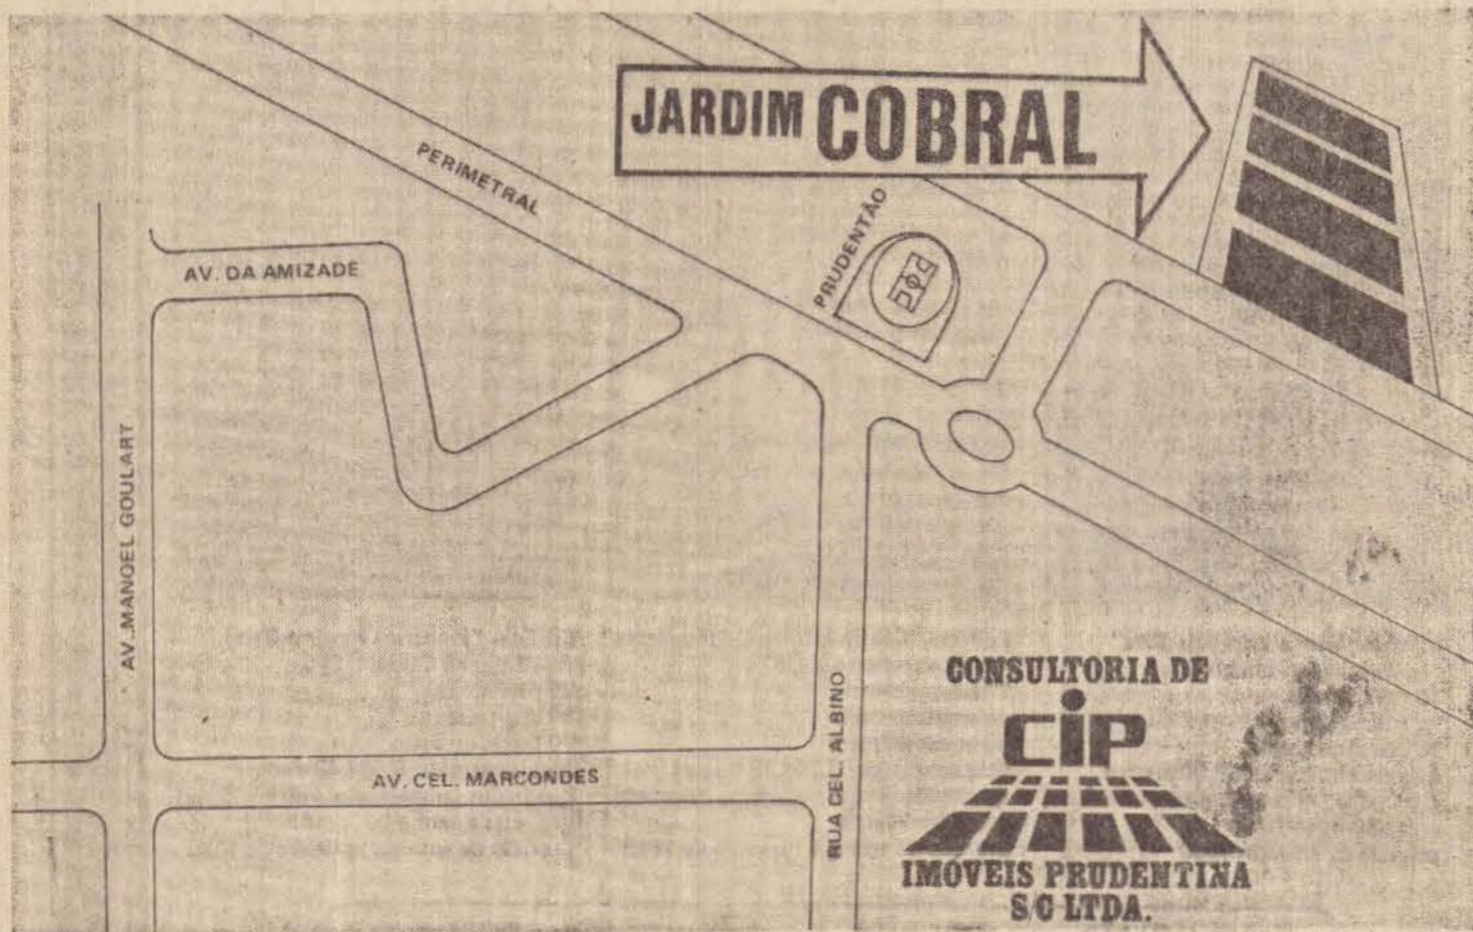 JARDIM COBRAL
PERIMETRAL
PRUDENTÃO
AV. DA AMIZADE
AV. MANOEL GOULART
AV. CEL. MARCONDES
RUA CEL. ALBINO
CONSULTORIA DE
CIP
IMÓVEIS PRUDENTINA
S/C LTDA.